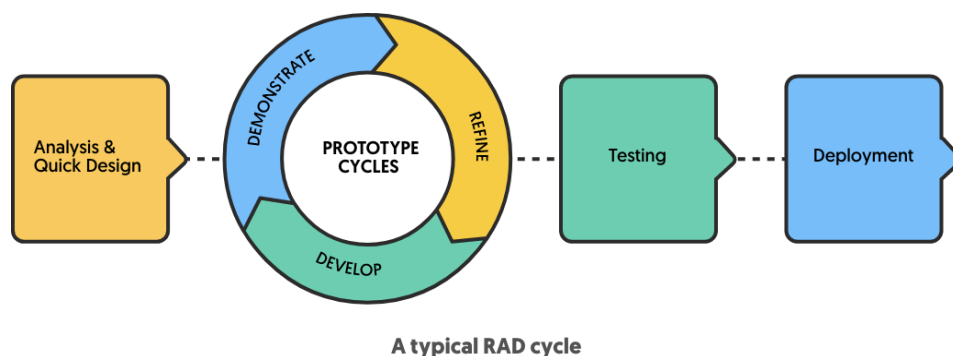 Analysis &
Quick Design
DEMONSTRATE
REFINE
DEVELOP
PROTOTYPE
CYCLES
Testing
Deployment
A typical RAD cycle